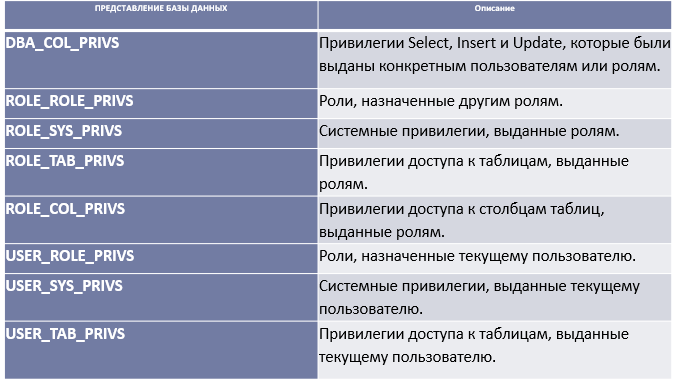 ПРЕДСТАВЛЕНИЕ БАЗЫ ДАННЫХ Описание
DBA_COL_PRIVS Привилегии Select, Insert и Update, которые были
выданы конкретным пользователям или ролям.
ROLE_ROLE_PRIVS Роли, назначенные другим ролям.
ROLE_SYS_PRIVS Системные привилегии, выданные ролям.
ROLE_TAB_PRIVS Привилегии доступа к таблицам, выданные
ролям.
ROLE_COL_PRIVS Привилегии доступа к столбцам таблиц,
выданные ролям.
USER_ROLE_PRIVS Роли, назначенные текущему пользователю.
USER_SYS_PRIVS Системные привилегии, выданные текущему
пользователю.
USER_TAB_PRIVS Привилегии доступа к таблицам, выданные
текущему пользователю.